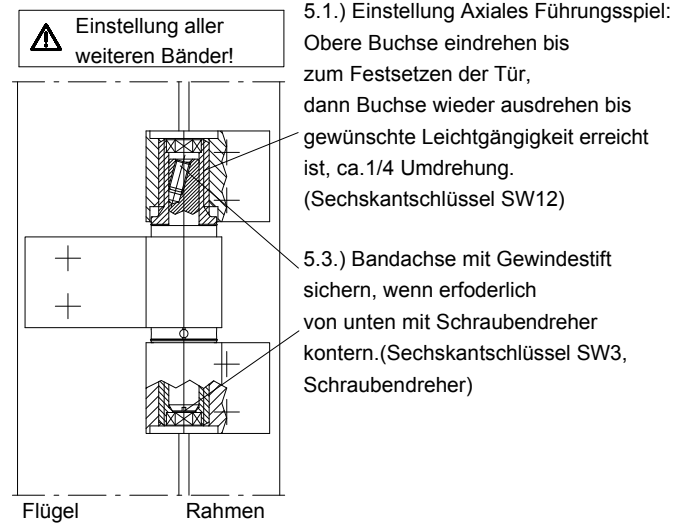 Einstellung aller
weiteren Bänder!
5.1.) Einstellung Axiales Führungsspiel:
Obere Buchse eindrehen bis
zum Festsetzen der Tür,
dann Buchse wieder ausdrehen bis
gewünschte Leichtgängigkeit erreicht
ist, ca.1/4 Umdrehung.
(Sechskantschlüssel SW12)
5.3.) Bandachse mit Gewindestift
sichern, wenn erfoderlich
von unten mit Schraubendreher
kontern.(Sechskantschlüssel SW3,
Schraubendreher)
Flügel
Rahmen